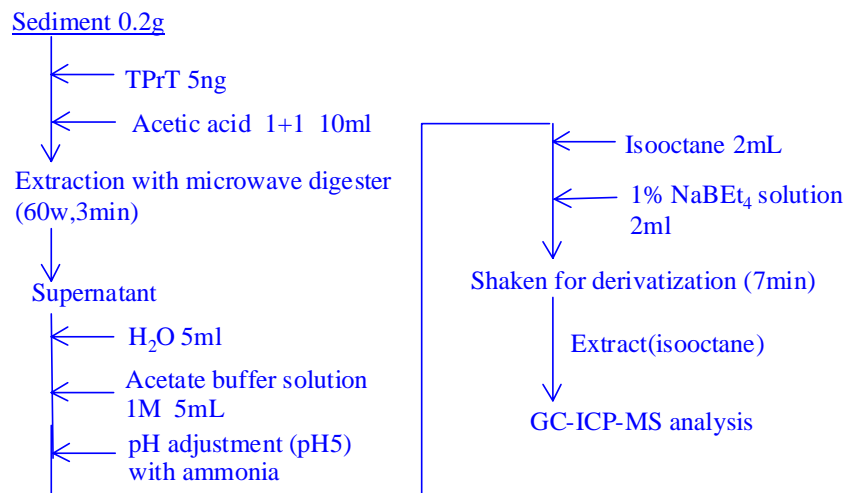 Sediment 0.2g
TPrT 5ng
Acetic acid 1+1 10ml
Extraction with microwave digester
(60w,3min)
Supernatant
H₂O 5ml
Acetate buffer solution
1M 5mL
pH adjustment (pH5)
with ammonia
Isooctane 2mL
1% NaBEt₄ solution
2ml
Shaken for derivatization (7min)
Extract(isooctane)
GC-ICP-MS analysis